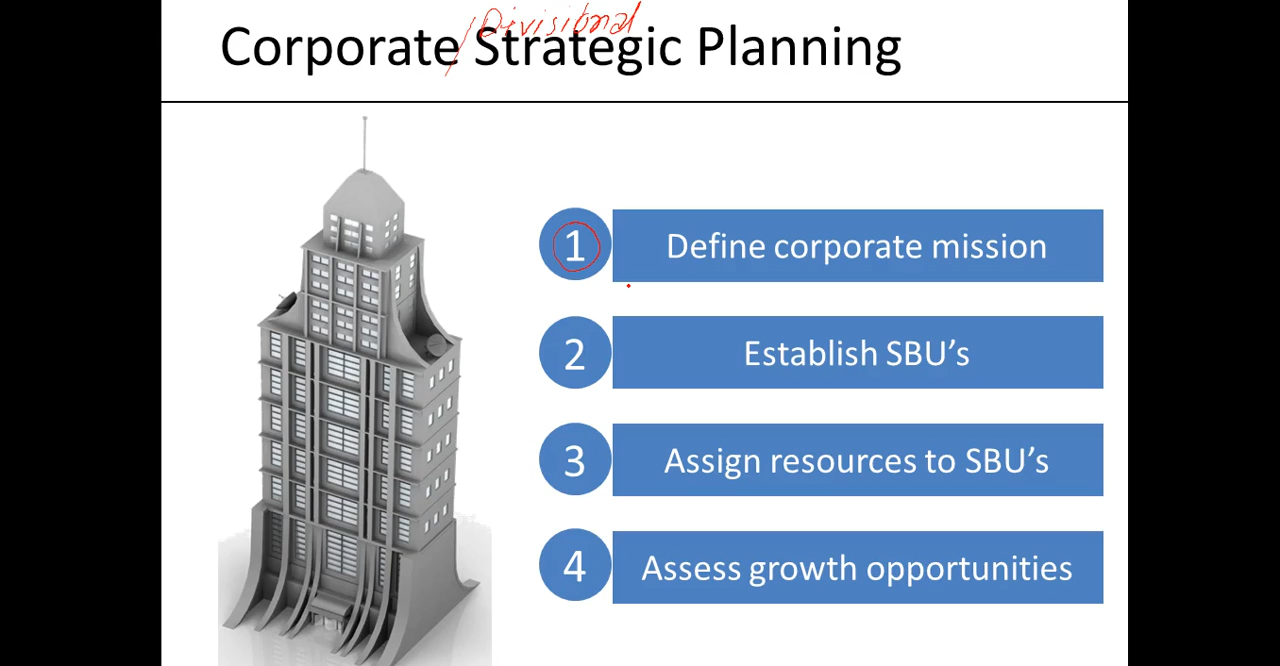 /Divisional
Corporate Strategic Planning
1 Define corporate mission
2 Establish SBU's
3 Assign resources to SBU's
4 Assess growth opportunities